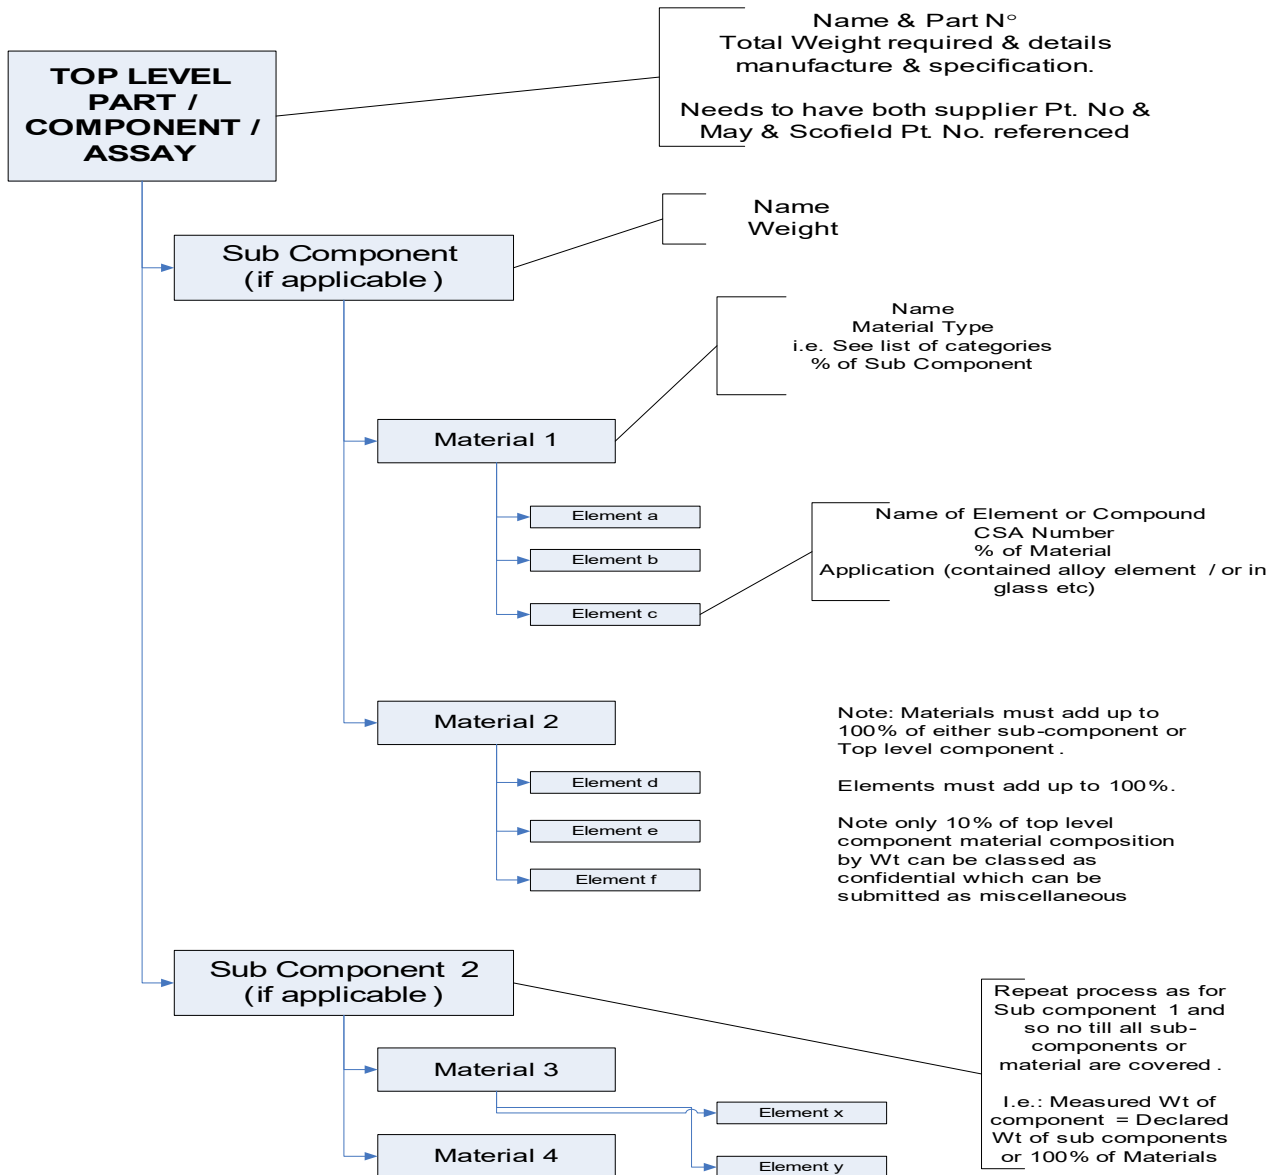 TOP LEVEL
PART /
COMPONENT /
ASSAY
Name & Part N°
Total Weight required & details
manufacture & specification.
Needs to have both supplier Pt. No &
May & Scofield Pt. No. referenced
Sub Component
(if applicable )
Name
Weight
Name
Material Type
i.e. See list of categories
% of Sub Component
Material 1
Element a
Element b
Element c
Name of Element or Compound
CSA Number
% of Material
Application (contained alloy element / or in
glass etc)
Material 2
Element d
Element e
Element f
Note: Materials must add up to
100% of either sub-component or
Top level component .
Elements must add up to 100%.
Note only 10% of top level
component material composition
by Wt can be classed as
confidential which can be
submitted as miscellaneous
Sub Component 2
(if applicable )
Repeat process as for
Sub component 1 and
so no till all sub-
components or
material are covered .
I.e.: Measured Wt of
component = Declared
Wt of sub components
or 100% of Materials
Material 3
Element x
Material 4
Element y